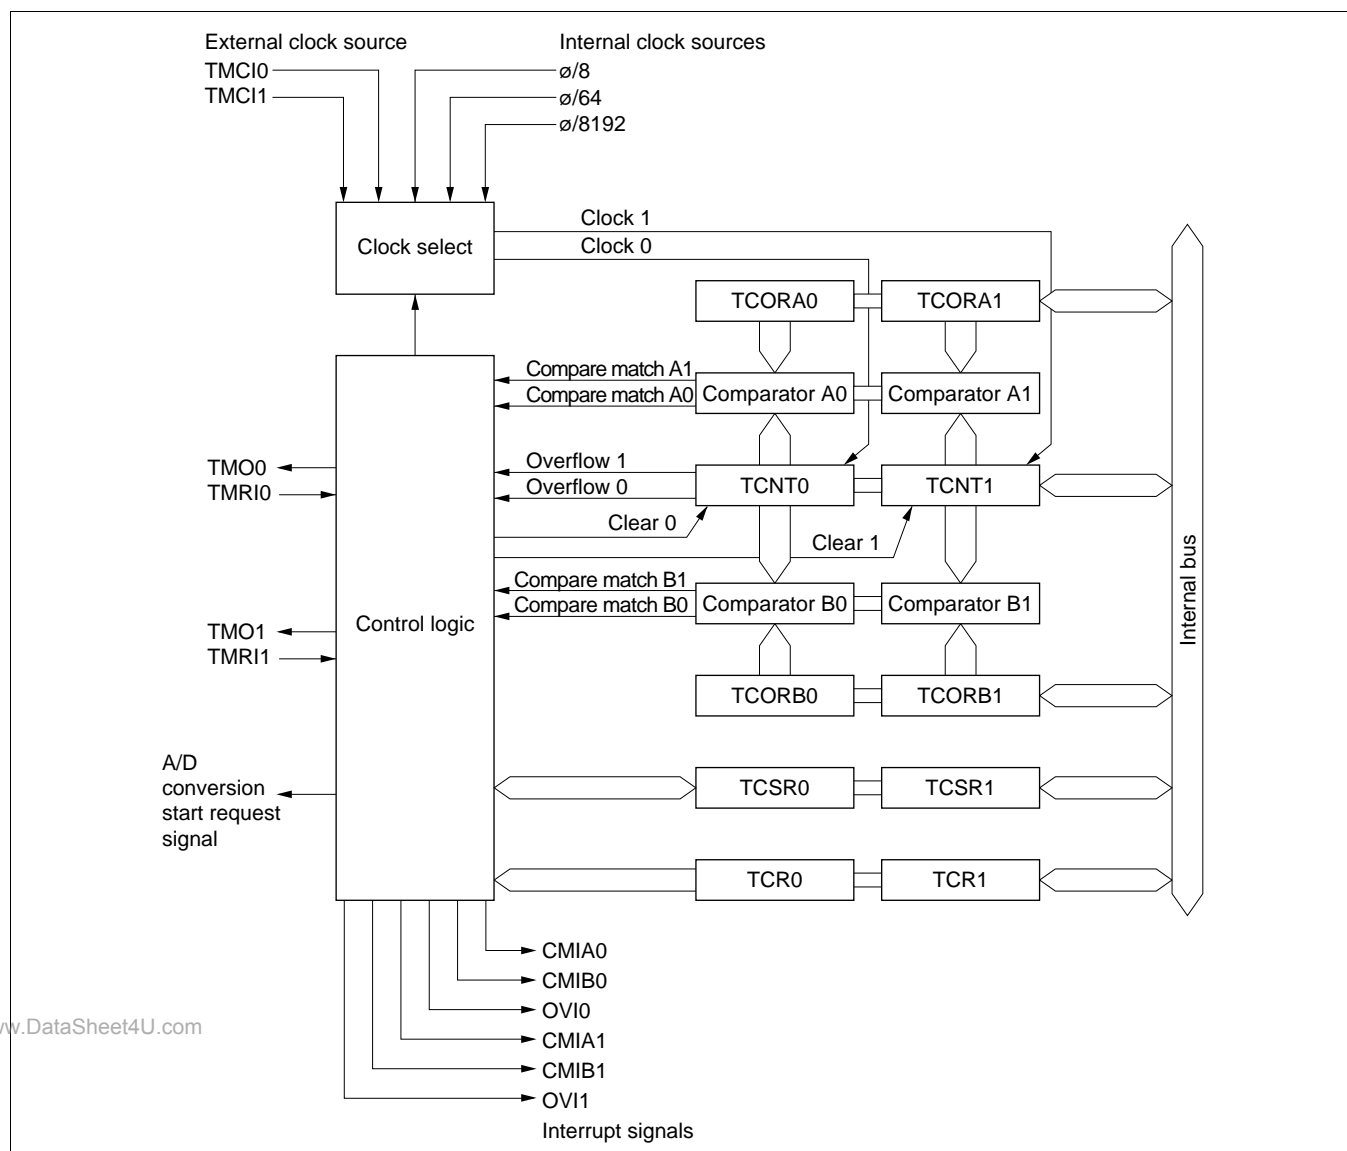 External clock source
Internal clock sources
TMCI0
ø/8
TMCI1
ø/64
ø/8192
Clock 1
Clock select
Clock 0
TCORA0
TCORA1
Compare match A1
Compare match A0
Comparator A0
Comparator A1
Overflow 1
TMO0
TCNT0
TCNT1
Overflow 0
TMRI0
Clear 0
Clear 1
Internal bus
Compare match B1
Compare match B0
Comparator B0
Comparator B1
Control logic
TMO1
TMRI1
TCORB0
TCORB1
A/D
conversion
start request
signal
TCSR0
TCSR1
TCR0
TCR1
CMIA0
CMIB0
OVI0
w.DataSheet4U.com
CMIA1
CMIB1
OVI1
Interrupt signals